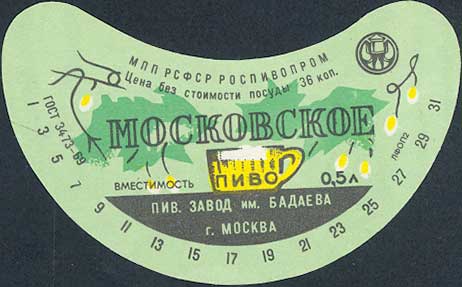 МПП РСФСР РОСПИВОПРОМ
Цена без стоимости посуды 36 коп.
ГОСТ 3473-69
МОСКОВСКОЕ
ПИВО
ВМЕСТИМОСТЬ 0,5 л
ЛФОП2
ПИВ. ЗАВОД им. БАДАЕВА
г. МОСКВА
1 3 5 7 9 11 13 15 17 19 21 23 25 27 29 31